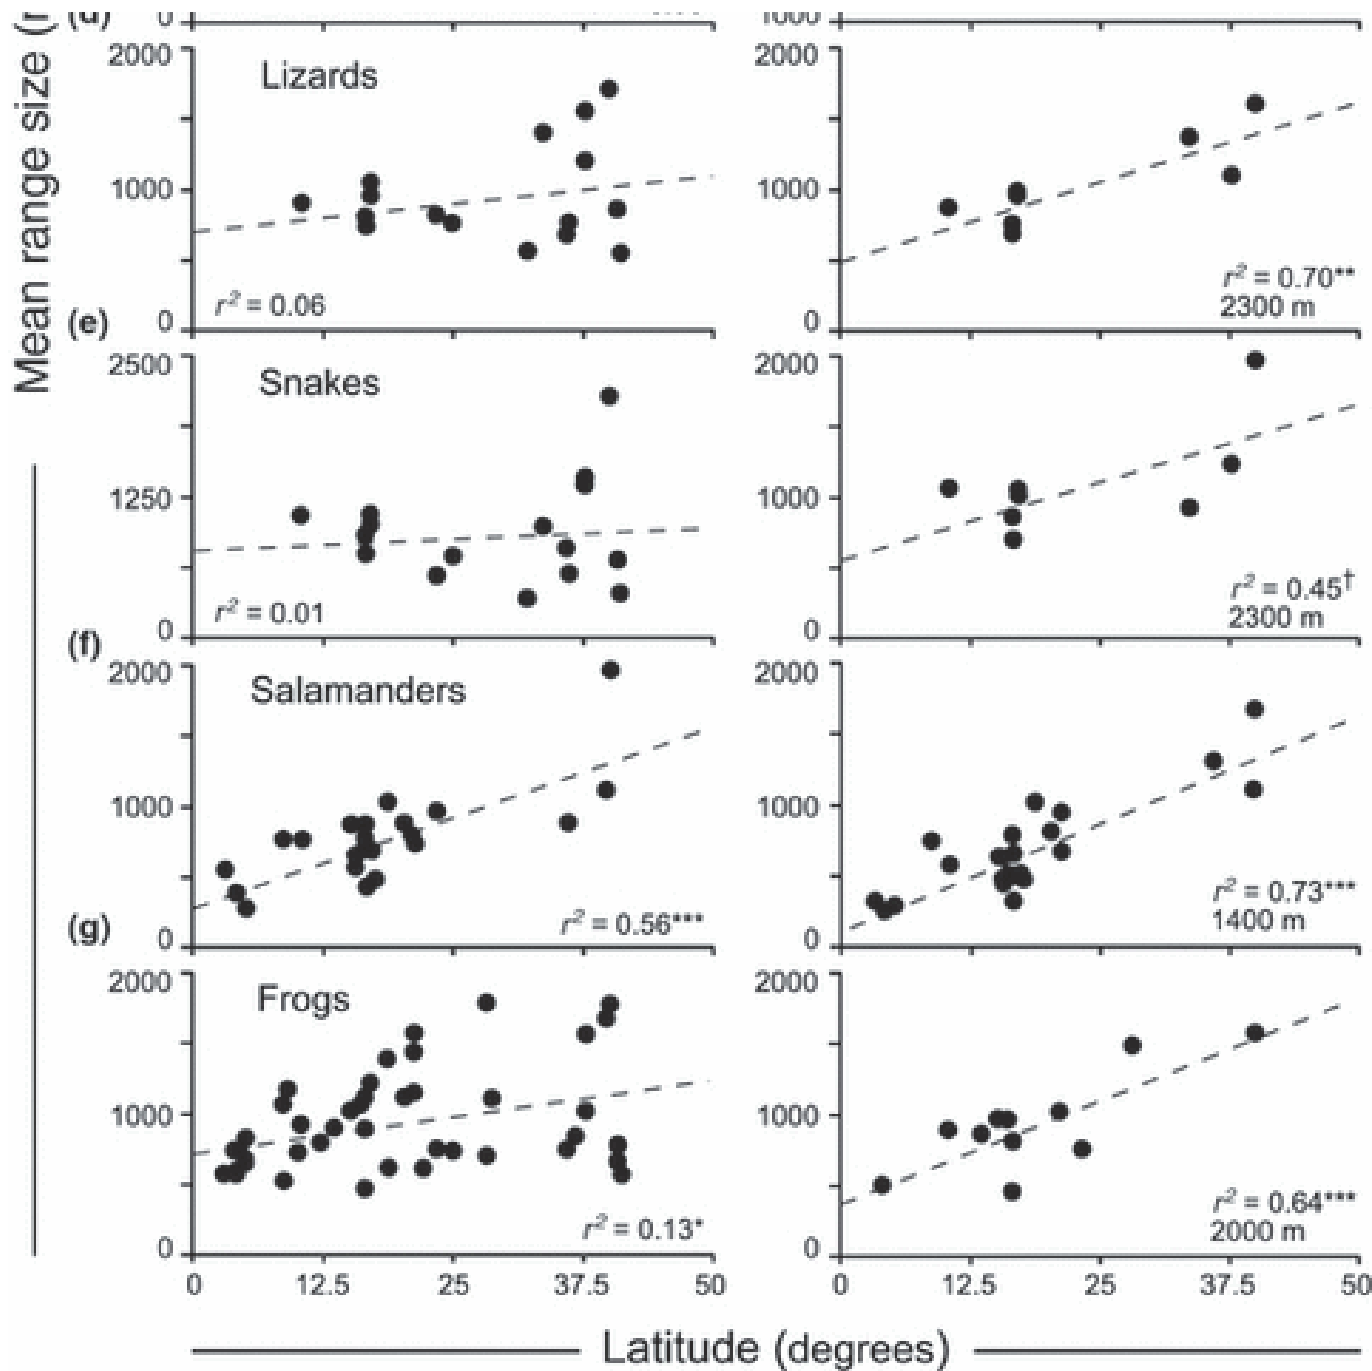 Mean range size (
(d)
0
1000
2000
1000
0
Lizards
r² = 0.06
2000
1000
0
r² = 0.70**
2300 m
(e)
2500
1250
0
Snakes
r² = 0.01
2000
1000
0
r² = 0.45†
2300 m
(f)
2000
1000
0
Salamanders
r² = 0.56***
2000
1000
0
r² = 0.73***
1400 m
(g)
2000
1000
0
Frogs
r² = 0.13*
2000
1000
0
r² = 0.64***
2000 m
0 12.5 25 37.5 50
0 12.5 25 37.5 50
Latitude (degrees)